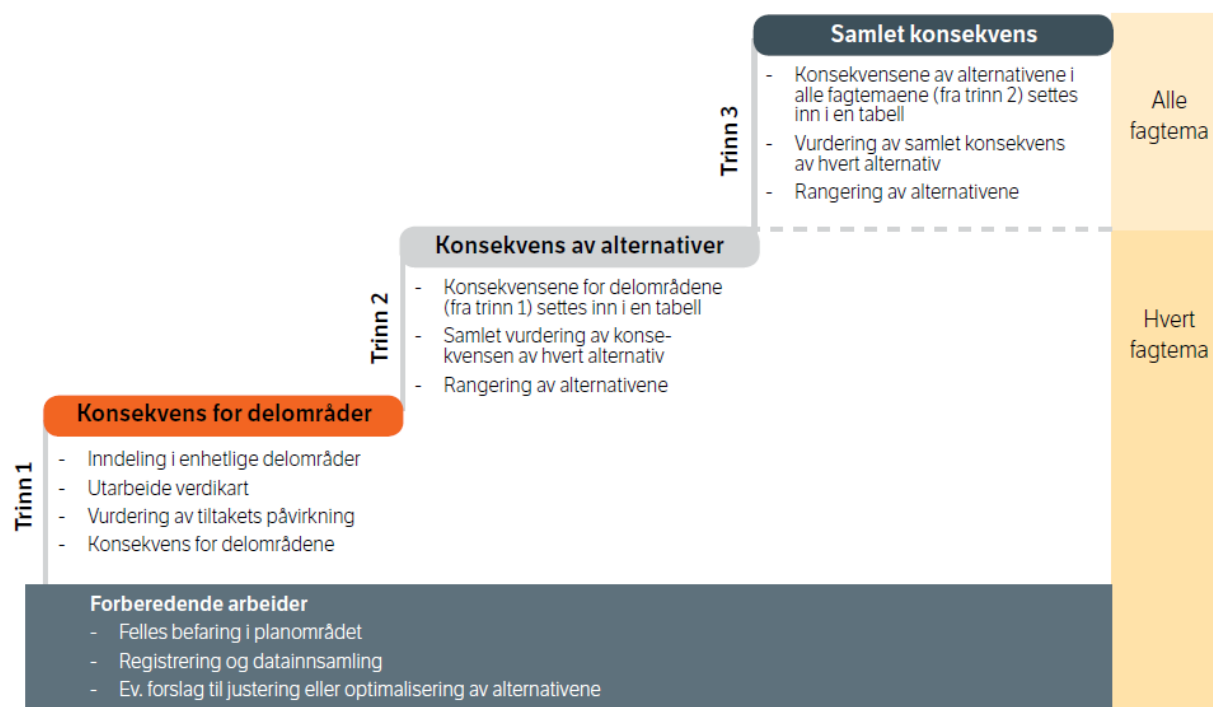 Samlet konsekvens
- Konsekvensene av alternativene i
alle fagtemaene (fra trinn 2) settes
inn i en tabell
- Vurdering av samlet konsekvens
av hvert alternativ
- Rangering av alternativene
Trinn 3
Alle
fagtema
Konsekvens av alternativer
- Konsekvensene for delområdene
(fra trinn 1) settes inn i en tabell
- Samlet vurdering av konse-
kvensen av hvert alternativ
- Rangering av alternativene
Trinn 2
Hvert
fagtema
Konsekvens for delområder
- Inndeling i enhetlige delområder
- Utarbeide verdikart
- Vurdering av tiltakets påvirkning
- Konsekvens for delområdene
Trinn 1
Forberedende arbeider
- Felles befaring i planområdet
- Registrering og datainnsamling
- Ev. forslag til justering eller optimalisering av alternativene